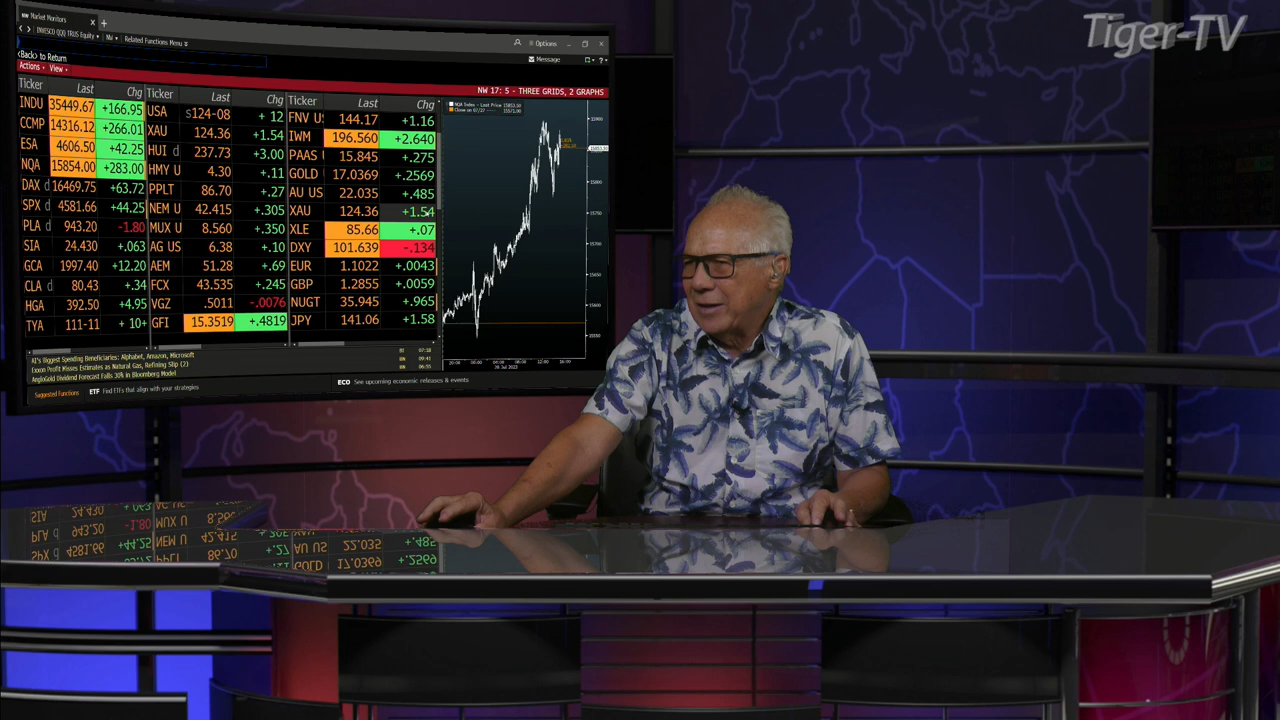 Tiger-TV
Market Monitors
INVESCO QQQ TRUS Equity NW Related Functions Menu
Options
<Back> to Return
Message
Actions View
NW 17: 5 - THREE GRIDS, 2 GRAPHS
Ticker Last Chg Ticker Last Chg Ticker Last Chg
INDU 35449.67 +166.95 USA s124-08 + 12 FNV U 144.17 +1.16
CCMP 14316.12 +266.01 XAU 124.36 +1.54 IWM 196.560 +2.640
ESA 4606.50 +42.25 HUI d 237.73 +3.00 PAAS 15.845 +.275
NQA 15854.00 +283.00 HMY U 4.30 +.11 GOLD 17.0369 +.2569
DAX d 16469.75 +63.72 PPLT 86.70 +.27 AU US 22.035 +.485
SPX d 4581.66 +44.25 NEM U 42.415 +.305 XAU 124.36 +1.54
PLA d 943.20 -1.80 MUX U 8.560 +.350 XLE 85.66 +.07
SIA 24.430 +.063 AG US 6.38 +.10 DXY 101.639 -.134
GCA 1997.40 +12.20 AEM 51.28 +.69 EUR 1.1022 +.0043
CLA d 80.43 +.34 FCX 43.535 +.245 GBP 1.2855 +.0059
HGA 392.50 +4.95 VGZ .5011 -.0076 NUGT 35.945 +.965
TYA 111-11 + 10+ GFI 15.3519 +.4819 JPY 141.06 +1.58
AI's Biggest Spending Beneficiaries: Alphabet, Amazon, Microsoft
Exxon Profit Misses Estimates as Natural Gas, Refining Slip (2)
AngloGold Dividend Forecast Falls 30% in Bloomberg Model
28 Jul 2023
Suggested Functions ETF Find ETFs that align with your strategies ECO See upcoming economic releases & events